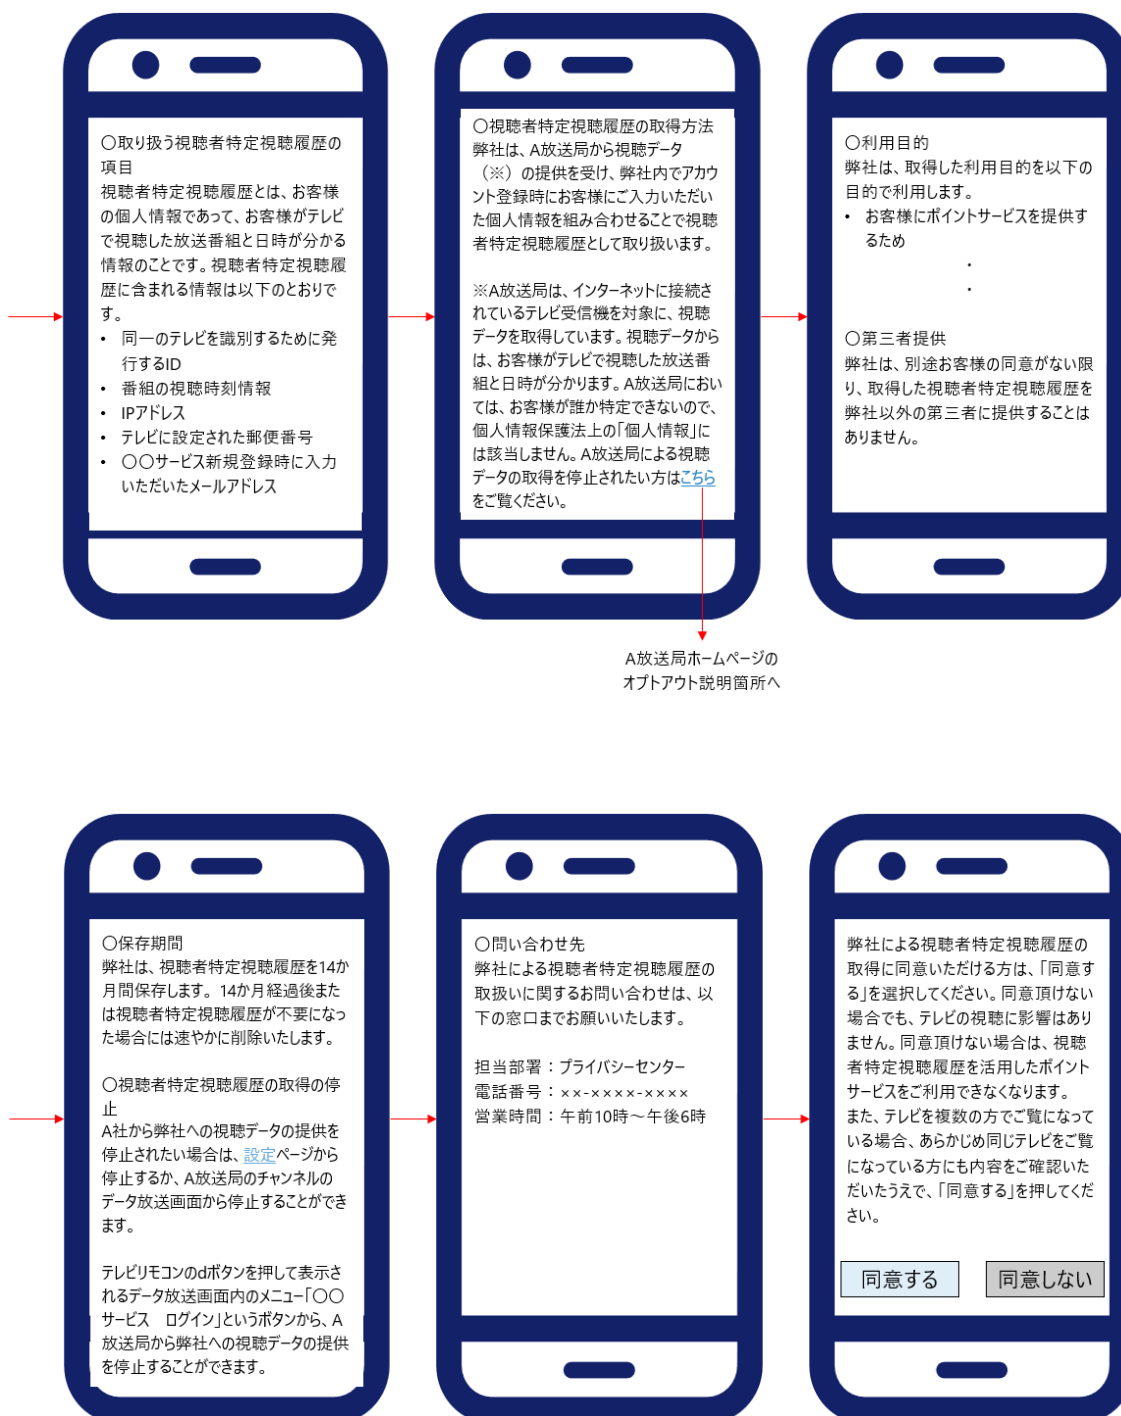 〇取り扱う視聴者特定視聴履歴の
項目
視聴者特定視聴履歴とは、お客様
の個人情報であって、お客様がテレビ
で視聴した放送番組と日時が分かる
情報のことです。視聴者特定視聴履
歴に含まれる情報は以下のとおりで
す。
• 同一のテレビを識別するために発
行するID
• 番組の視聴時刻情報
• IPアドレス
• テレビに設定された郵便番号
• 〇〇サービス新規登録時に入力
いただいたメールアドレス
〇視聴者特定視聴履歴の取得方法
弊社は、A放送局から視聴データ
（※）の提供を受け、弊社内でアカウ
ント登録時にお客様にご入力いただい
た個人情報を組み合わせることで視聴
者特定視聴履歴として取り扱います。
※A放送局は、インターネットに接続さ
れているテレビ受信機を対象に、視聴
データを取得しています。視聴データから
は、お客様がテレビで視聴した放送番
組と日時が分かります。A放送局におい
ては、お客様が誰か特定できないので、
個人情報保護法上の「個人情報」に
は該当しません。A放送局による視聴
データの取得を停止されたい方はこちら
をご覧ください。
〇利用目的
弊社は、取得した利用目的を以下の
目的で利用します。
• お客様にポイントサービスを提供す
るため
・
・
〇第三者提供
弊社は、別途お客様の同意がない限
り、取得した視聴者特定視聴履歴を
弊社以外の第三者に提供することは
ありません。
A放送局ホームページの
オプトアウト説明箇所へ
〇保存期間
弊社は、視聴者特定視聴履歴を14か
月間保存します。14か月経過後また
は視聴者特定視聴履歴が不要になっ
た場合には速やかに削除いたします。
〇視聴者特定視聴履歴の取得の停
止
A社から弊社への視聴データの提供を
停止されたい場合は、設定ページから
停止するか、A放送局のチャンネルの
データ放送画面から停止することができ
ます。
テレビリモコンのdボタンを押して表示さ
れるデータ放送画面内のメニュー「〇〇
サービス　ログイン」というボタンから、A
放送局から弊社への視聴データの提供
を停止することができます。
〇問い合わせ先
弊社による視聴者特定視聴履歴の
取扱いに関するお問い合わせは、以
下の窓口までお願いいたします。
担当部署：プライバシーセンター
電話番号：××-××××-××××
営業時間：午前10時～午後6時
弊社による視聴者特定視聴履歴の
取得に同意いただける方は、「同意す
る」を選択してください。同意頂けない
場合でも、テレビの視聴に影響はあり
ません。同意頂けない場合は、視聴
者特定視聴履歴を活用したポイント
サービスをご利用できなくなります。
また、テレビを複数の方でご覧になって
いる場合、あらかじめ同じテレビをご覧
になっている方にも内容をご確認いた
だいたうえで、「同意する」を押してくだ
さい。
同意する
同意しない